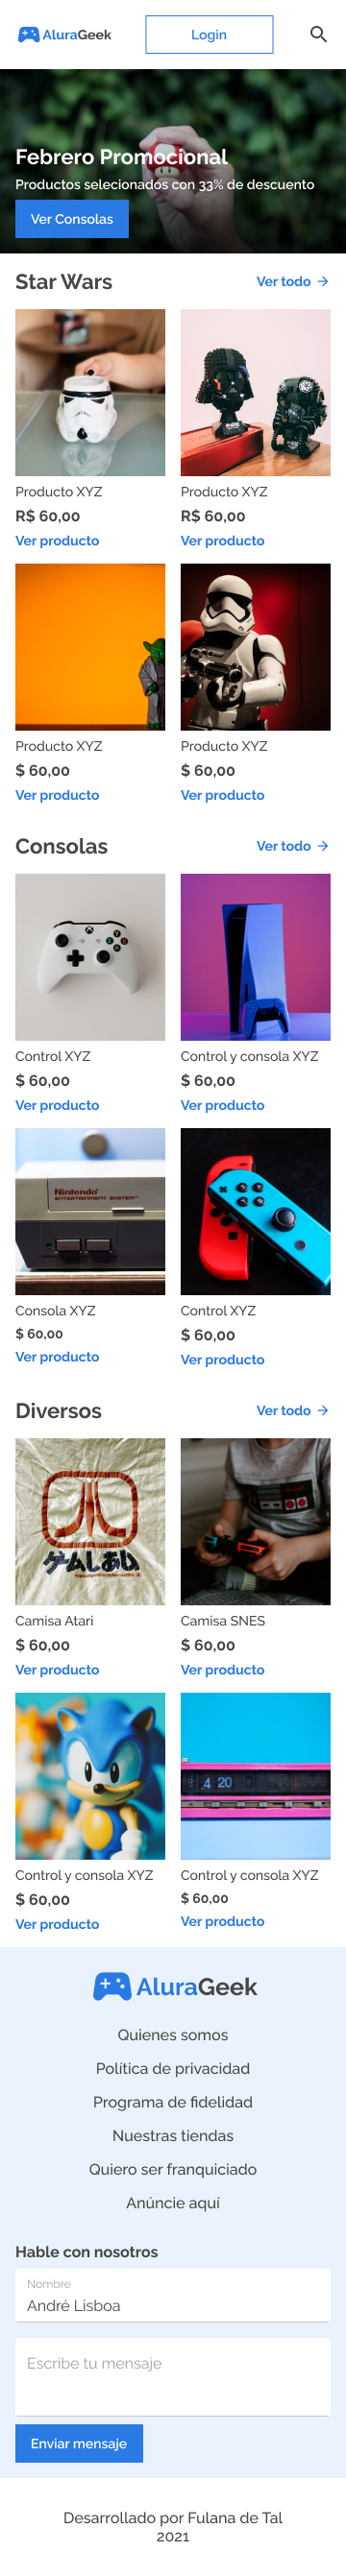 AluraGeek
Login
Febrero Promocional
Productos selecionados con 33% de descuento
Ver Consolas
Star Wars
Ver todo
Producto XYZ
R$ 60,00
Ver producto
Producto XYZ
R$ 60,00
Ver producto
Producto XYZ
$ 60,00
Ver producto
Producto XYZ
$ 60,00
Ver producto
Consolas
Ver todo
Control XYZ
$ 60,00
Ver producto
Control y consola XYZ
$ 60,00
Ver producto
Nintendo
ENTERTAINMENT SYSTEM™
Consola XYZ
$ 60,00
Ver producto
Control XYZ
$ 60,00
Ver producto
Diversos
Ver todo
Camisa Atari
$ 60,00
Ver producto
Camisa SNES
$ 60,00
Ver producto
4 20
Control y consola XYZ
$ 60,00
Ver producto
Control y consola XYZ
$ 60,00
Ver producto
AluraGeek
Quienes somos
Política de privacidad
Programa de fidelidad
Nuestras tiendas
Quiero ser franquiciado
Anúncie aquí
Hable con nosotros
Nombre
André Lisboa
Escribe tu mensaje
Enviar mensaje
Desarrollado por Fulana de Tal
2021